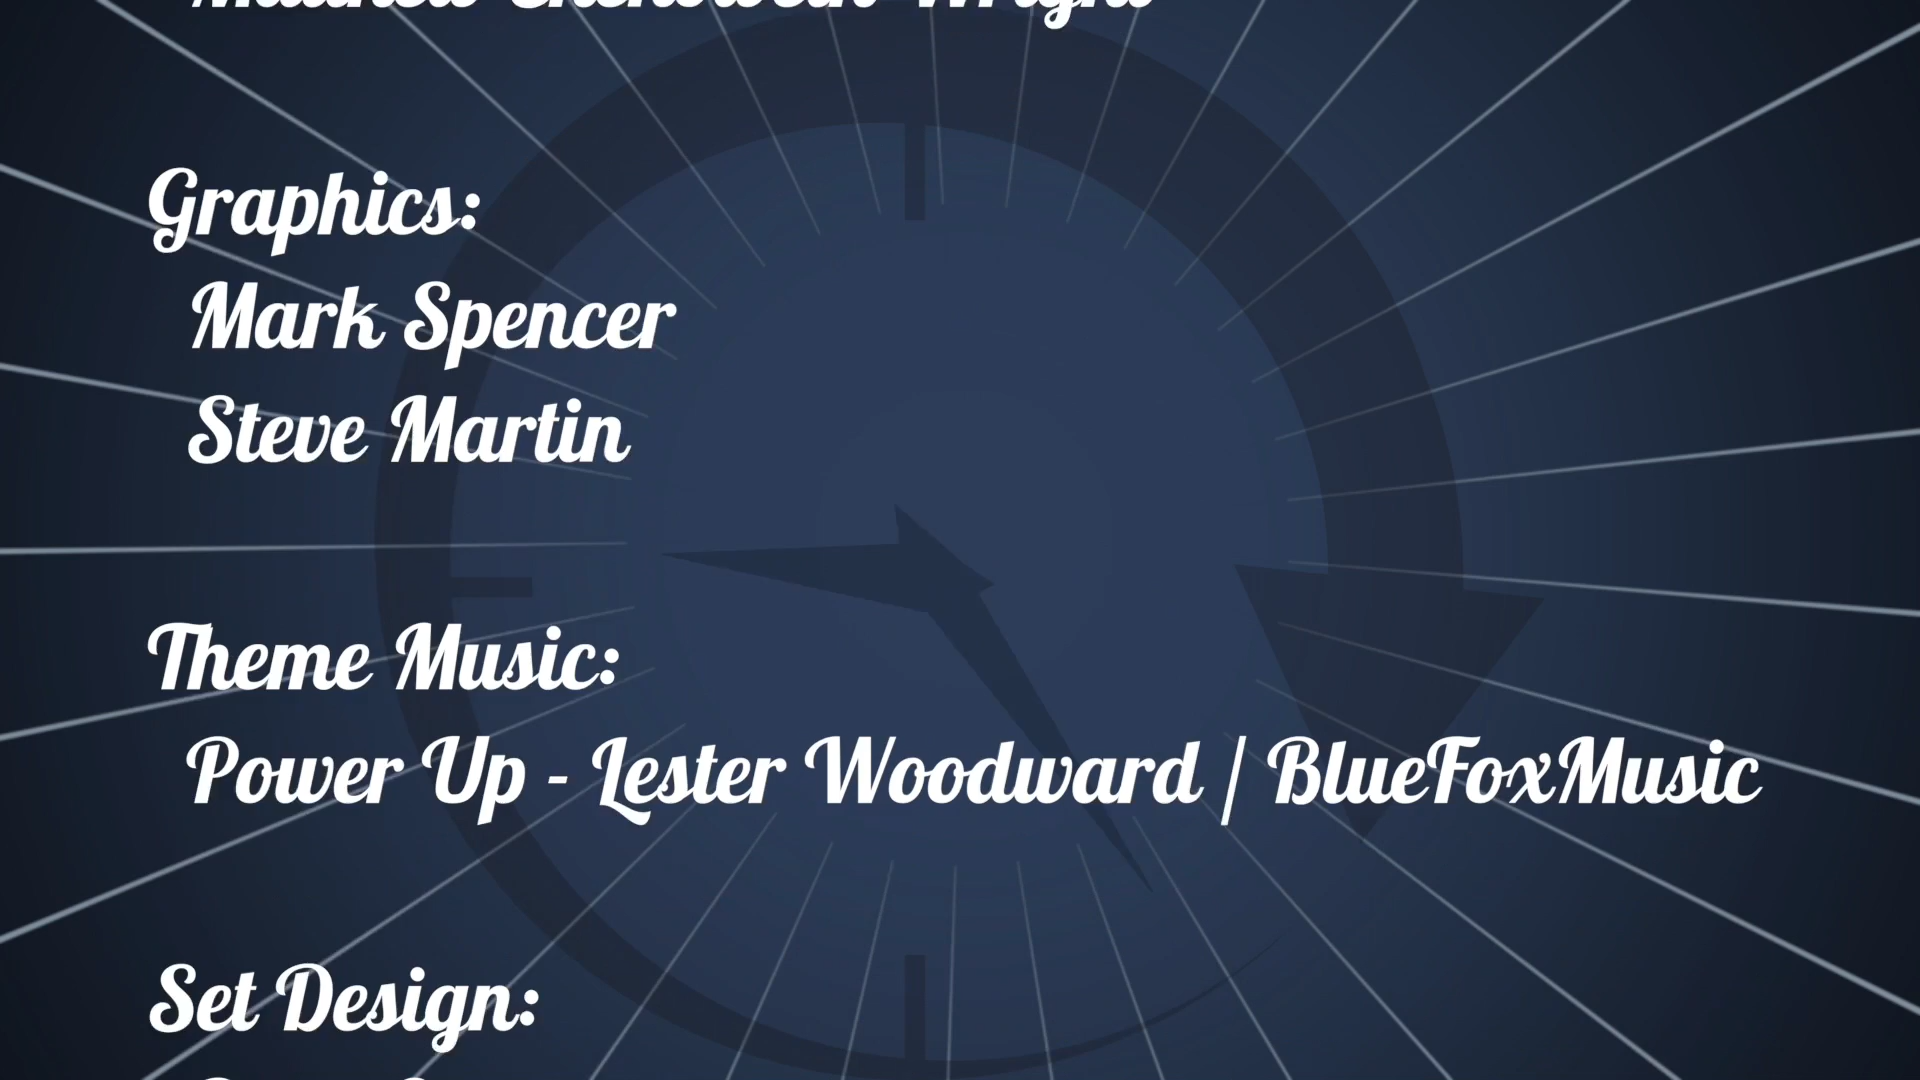 Graphics:
Mark Spencer
Steve Martin
Theme Music:
Power Up - Lester Woodward / BlueFoxMusic
Set Design: